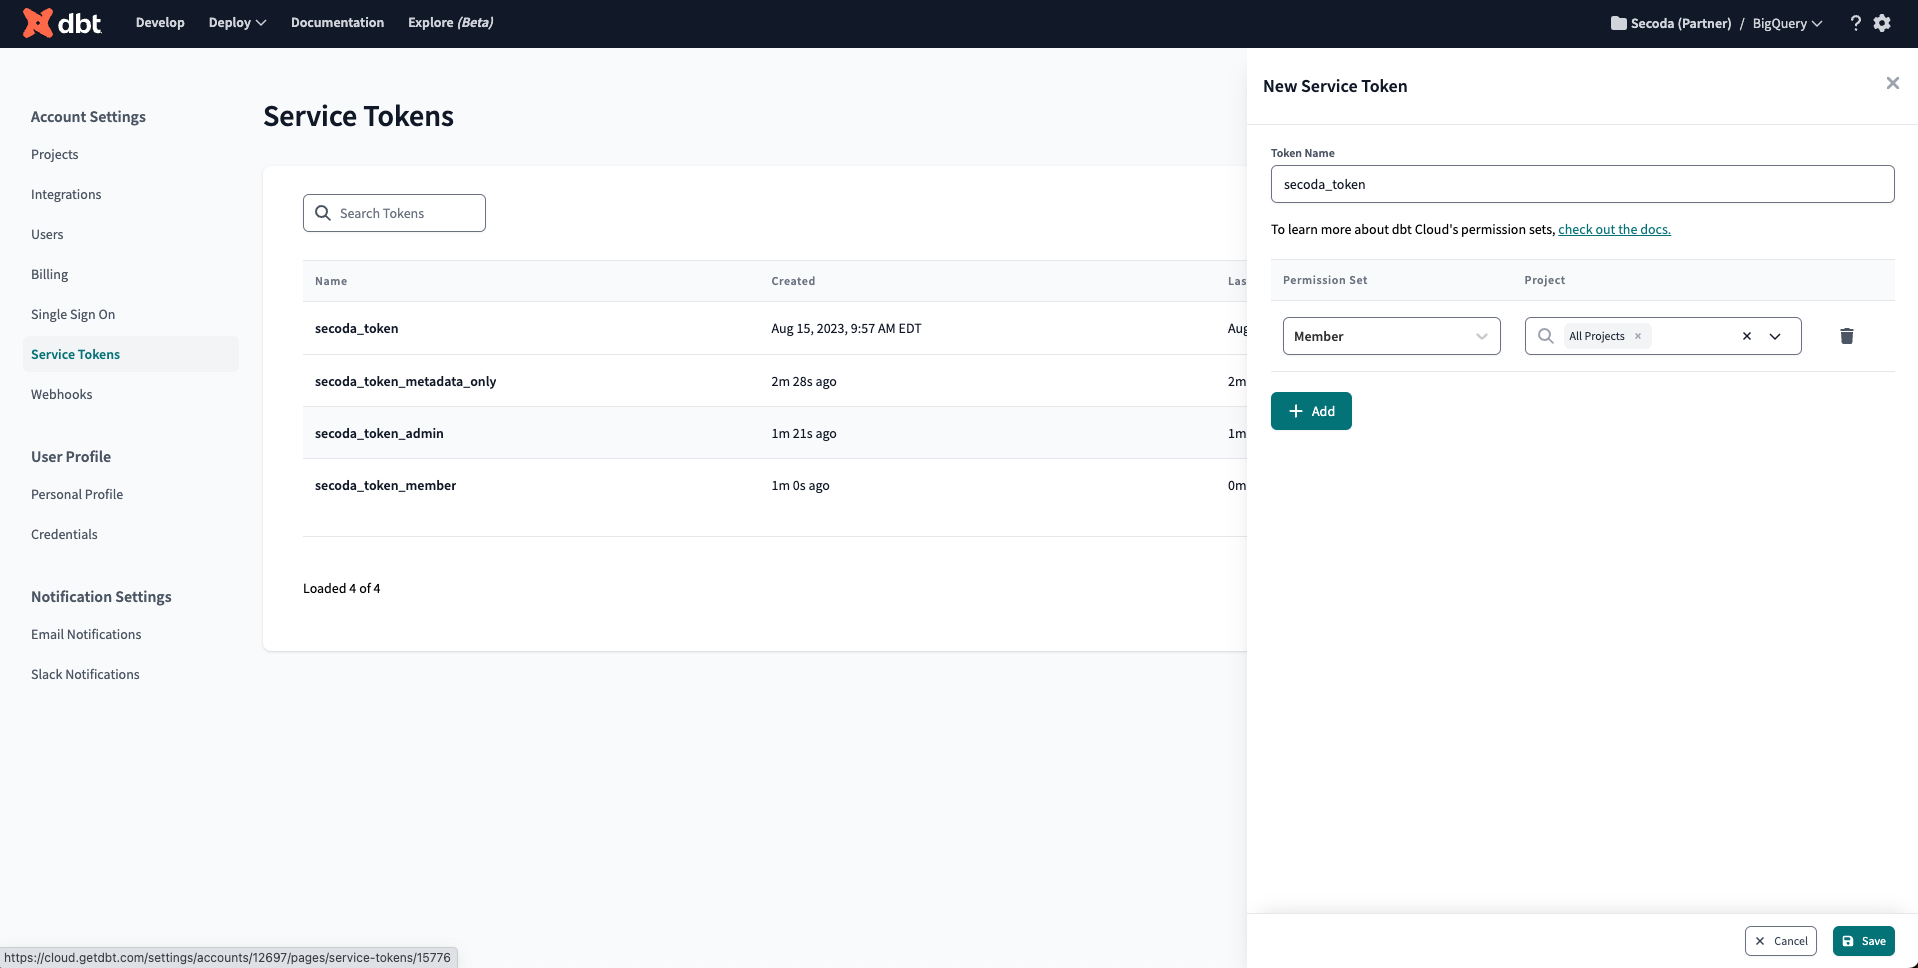 dbt Develop Deploy Documentation Explore (Beta) Secoda (Partner) / BigQuery ?
Account Settings
Projects
Integrations
Users
Billing
Single Sign On
Service Tokens
Webhooks
User Profile
Personal Profile
Credentials
Notification Settings
Email Notifications
Slack Notifications
Service Tokens
Search Tokens
Name Created Las
secoda_token Aug 15, 2023, 9:57 AM EDT Aug
secoda_token_metadata_only 2m 28s ago 2m
secoda_token_admin 1m 21s ago 1m
secoda_token_member 1m 0s ago 0m
Loaded 4 of 4
New Service Token
Token Name
secoda_token
To learn more about dbt Cloud's permission sets, check out the docs.
Permission Set Project
Member All Projects
Add
Cancel Save
https://cloud.getdbt.com/settings/accounts/12697/pages/service-tokens/15776